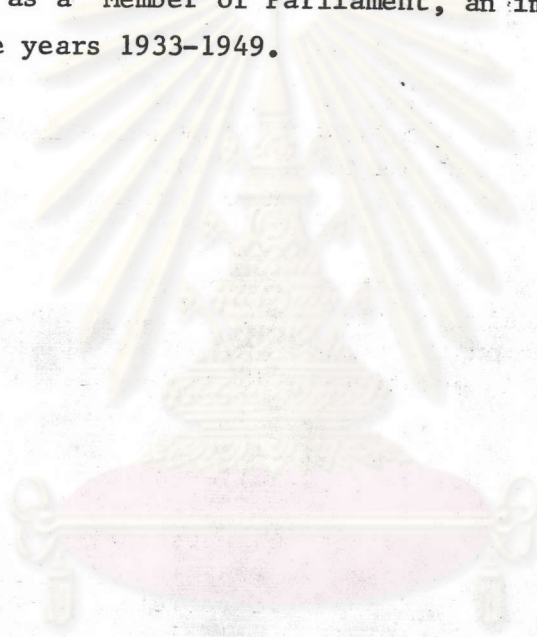 as a Member of Parliament, an
years 1933-1949.